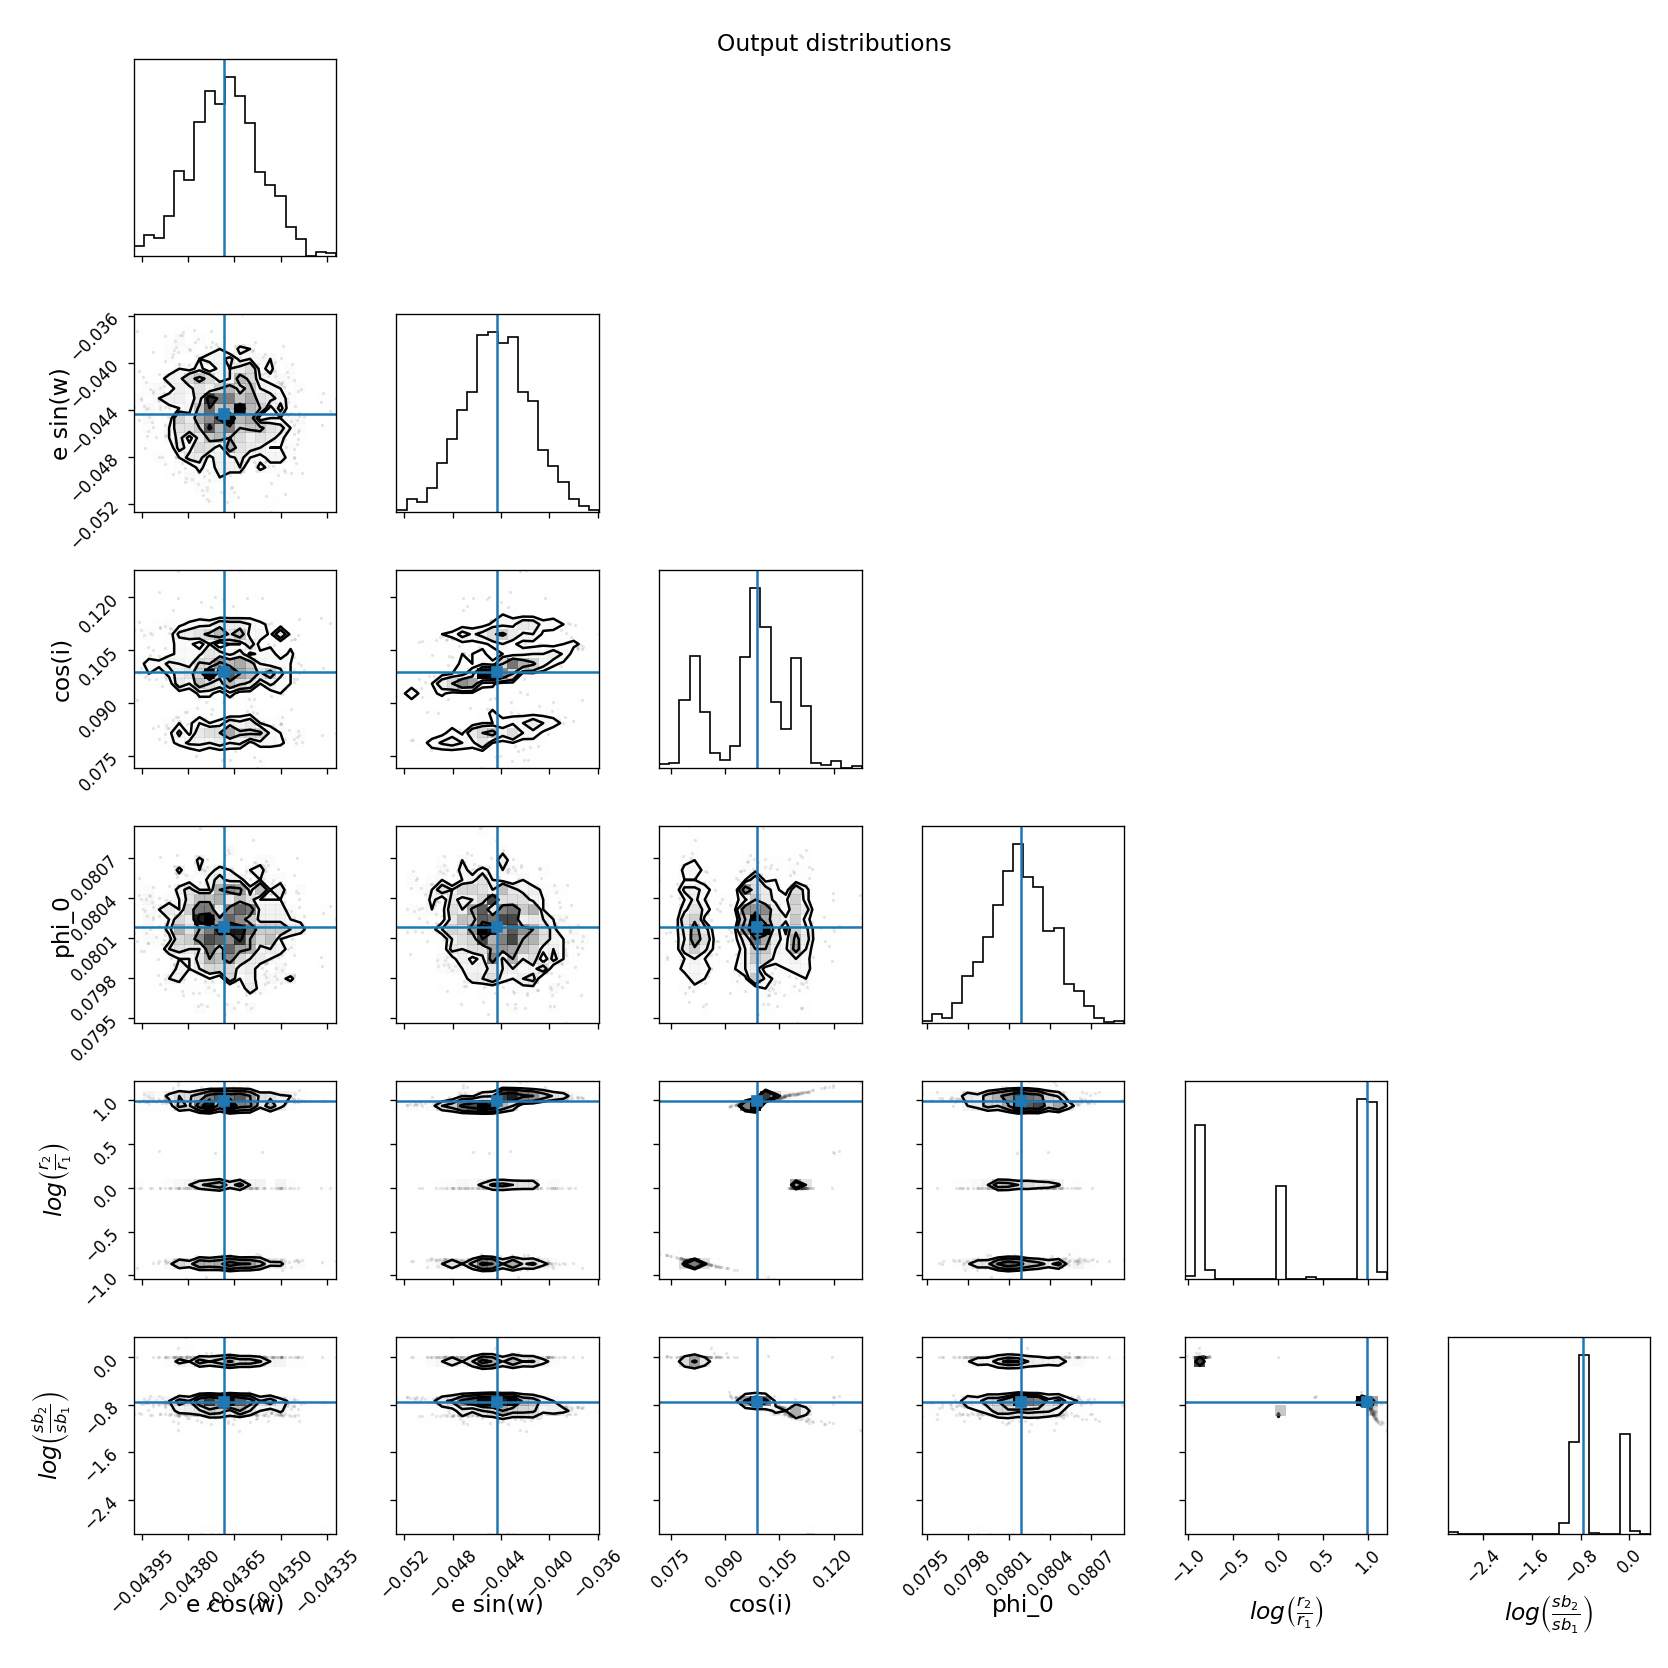 Output distributions
e sin(w)
−0.036
−0.040
−0.044
−0.048
−0.052
cos(i)
0.120
0.105
0.090
0.075
phi_0
0.0807
0.0804
0.0801
0.0798
0.0795
log(r₂/r₁)
1.0
0.5
0.0
−0.5
−1.0
log(sb₂/sb₁)
0.0
−0.8
−1.6
−2.4
−0.04395 −0.04380 −0.04365 −0.04350 −0.04335
−0.052 −0.048 −0.044 −0.040 −0.036
0.075 0.090 0.105 0.120
0.0795 0.0798 0.0801 0.0804 0.0807
−1.0 −0.5 0.0 0.5 1.0
−2.4 −1.6 −0.8 0.0
e cos(w) e sin(w) cos(i) phi_0 log(r₂/r₁) log(sb₂/sb₁)